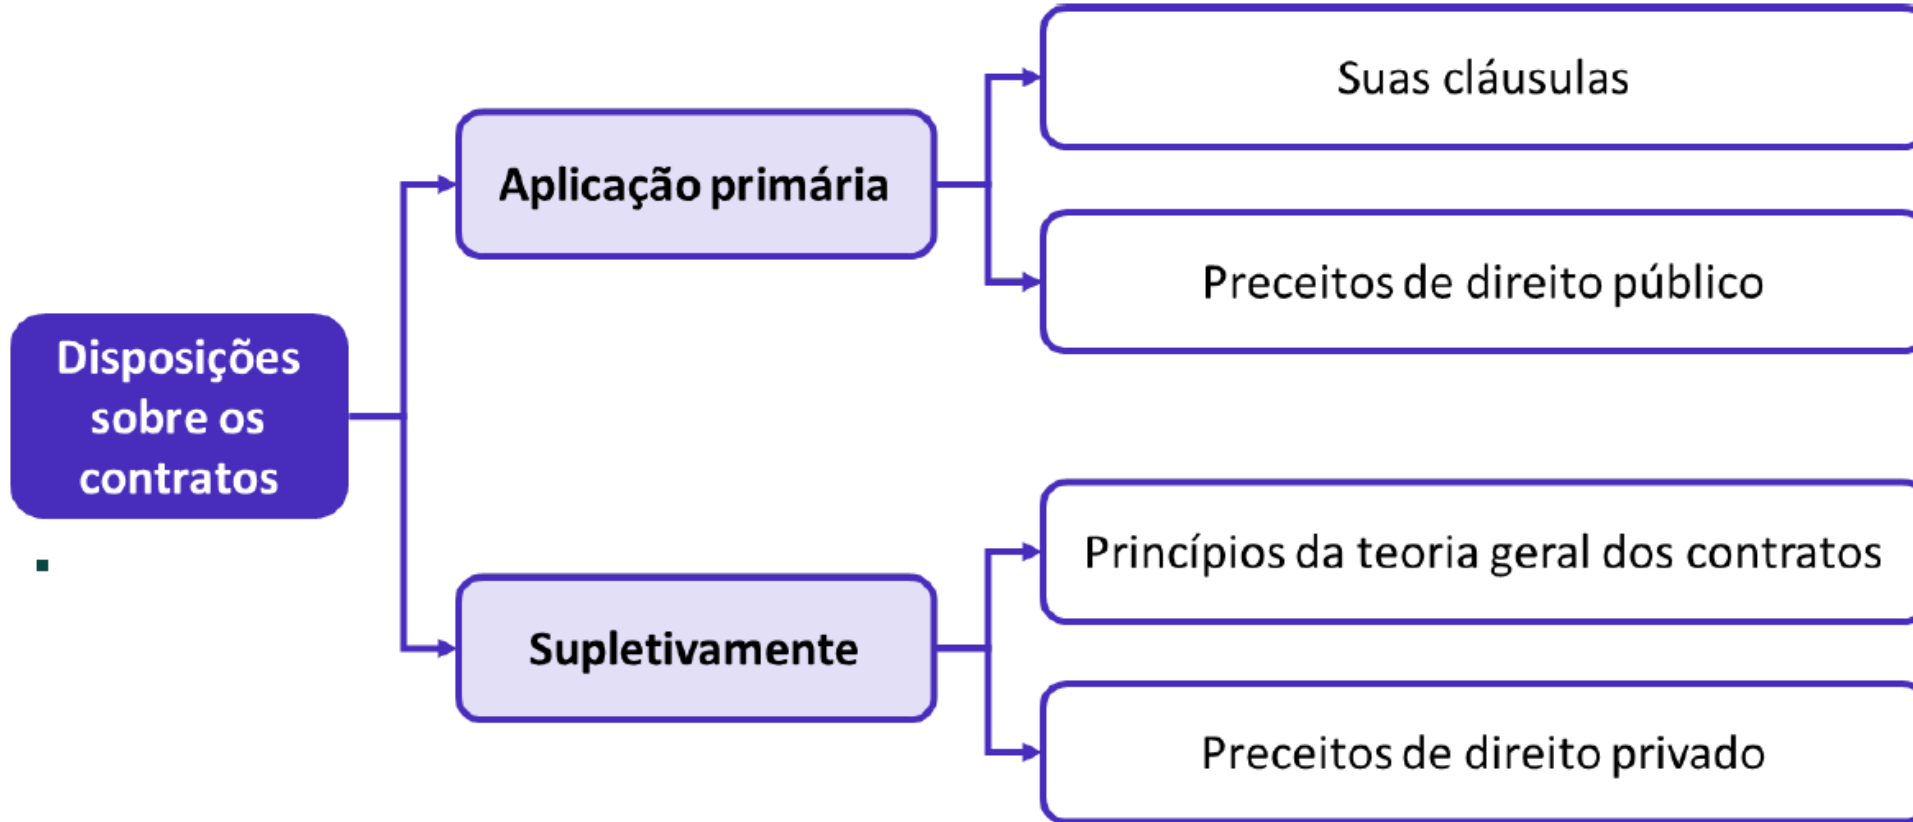 Disposições
sobre os
contratos
Aplicação primária
Suas cláusulas
Preceitos de direito público
Supletivamente
Princípios da teoria geral dos contratos
Preceitos de direito privado